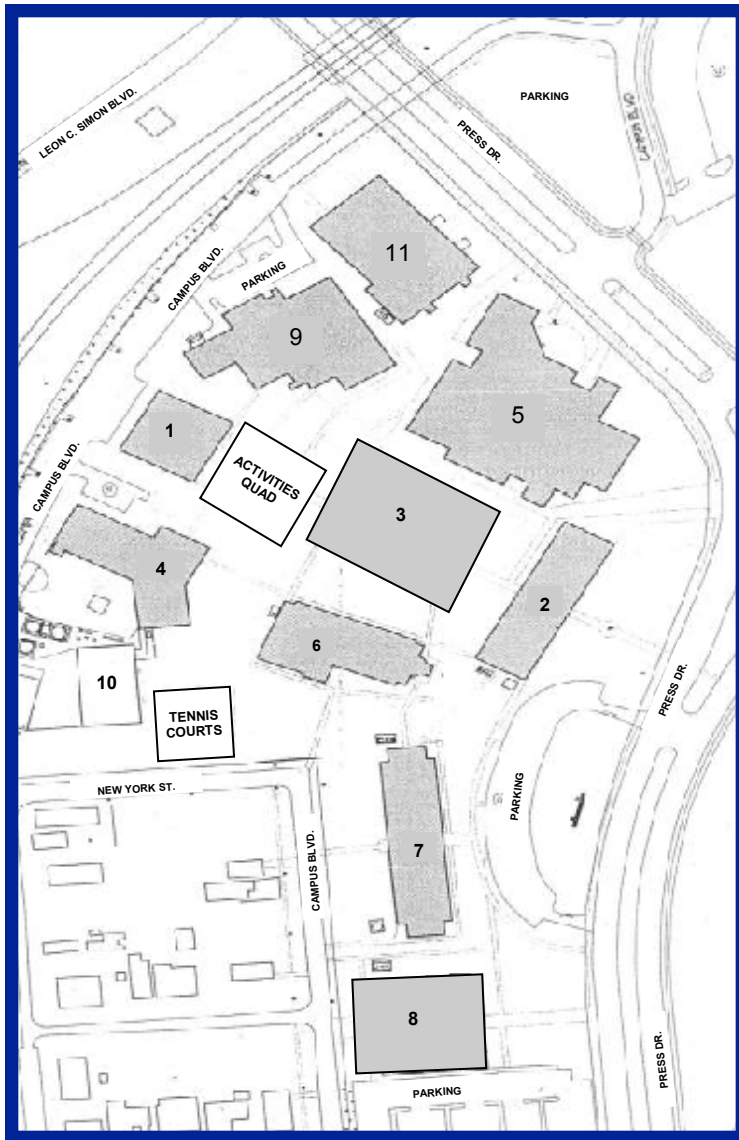 LEON C. SIMON BLVD.
PARKING
PRESS DR.
11
CAMPUS BLVD.
PARKING
9
5
1
ACTIVITIES
QUAD
CAMPUS BLVD.
3
4
2
6
10
PRESS DR.
TENNIS
COURTS
NEW YORK ST.
PARKING
7
CAMPUS BLVD.
8
PRESS DR.
PARKING